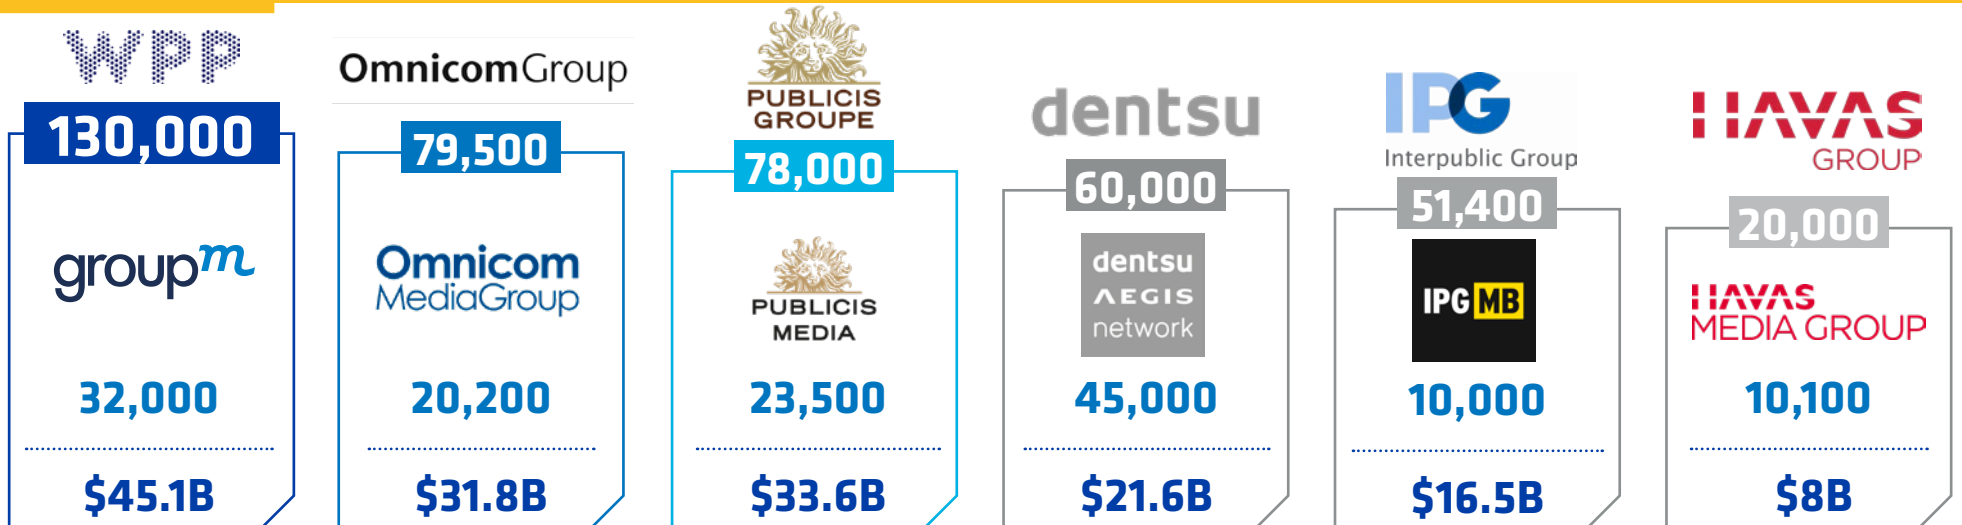 WPP
130,000
groupm
32,000
$45.1B
OmnicomGroup
79,500
Omnicom
MediaGroup
20,200
$31.8B
PUBLICIS
GROUPE
78,000
PUBLICIS
MEDIA
23,500
$33.6B
dentsu
60,000
dentsu
AEGIS
network
45,000
$21.6B
IPG
Interpublic Group
51,400
IPG MB
10,000
$16.5B
HAVAS
GROUP
20,000
HAVAS
MEDIA GROUP
10,100
$8B